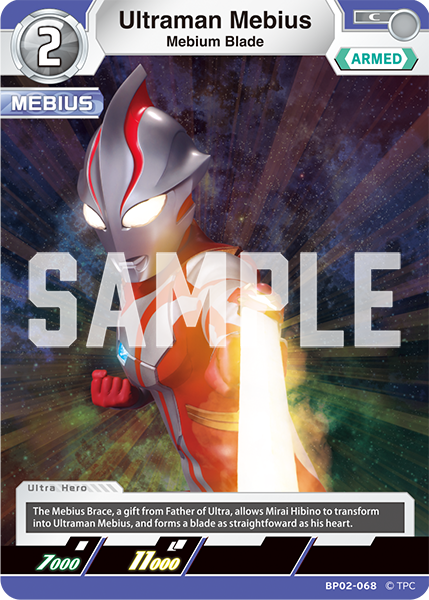 2
Ultraman Mebius
Mebium Blade
C
ARMED
MEBIUS
SAMPLE
Ultra Hero
The Mebius Brace, a gift from Father of Ultra, allows Mirai Hibino to transform
into Ultraman Mebius, and forms a blade as straightfoward as his heart.
7000
11000
BP02-068 © TPC